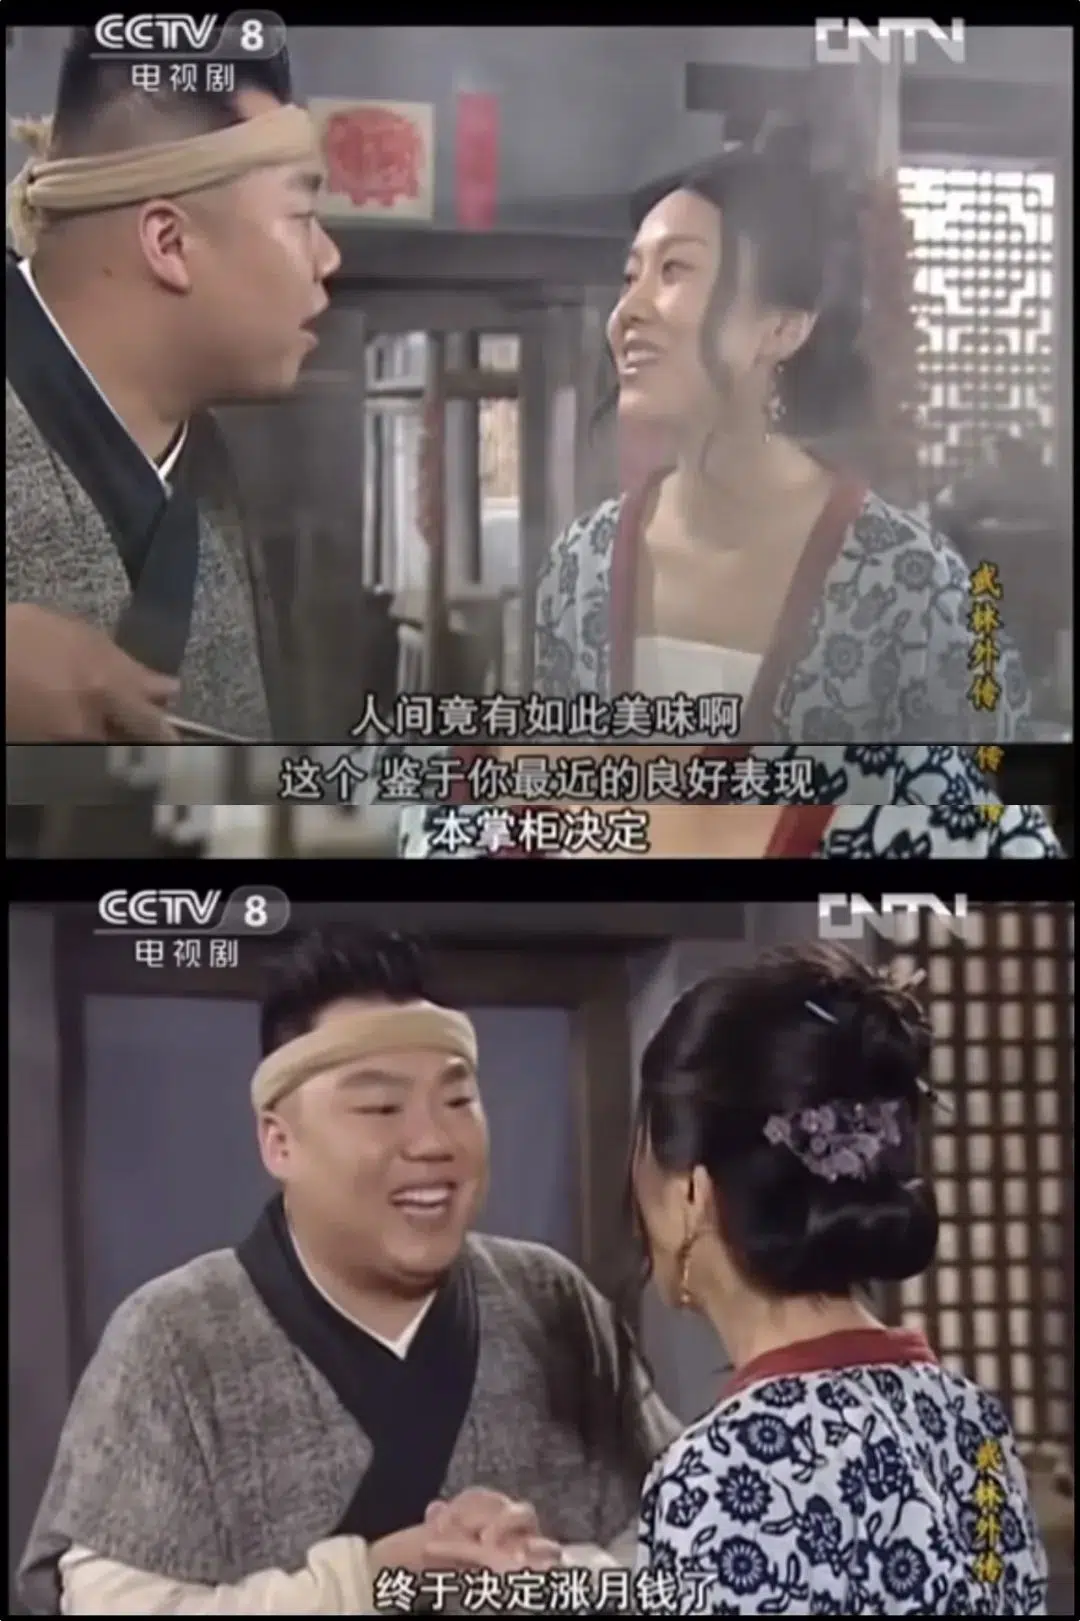 CCTV 8
电视剧
CNTV
武林外传
人间竟有如此美味啊
这个 鉴于你最近的良好表现
传
本掌柜决定
CCTV 8
电视剧
CNTV
武林外传
终于决定涨月钱了